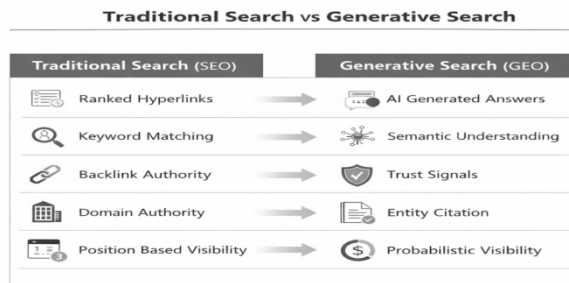 Traditional Search vs Generative Search
Traditional Search (SEO) Generative Search (GEO)
Ranked Hyperlinks AI Generated Answers
Keyword Matching Semantic Understanding
Backlink Authority Trust Signals
Domain Authority Entity Citation
Position Based Visibility Probabilistic Visibility
3
$